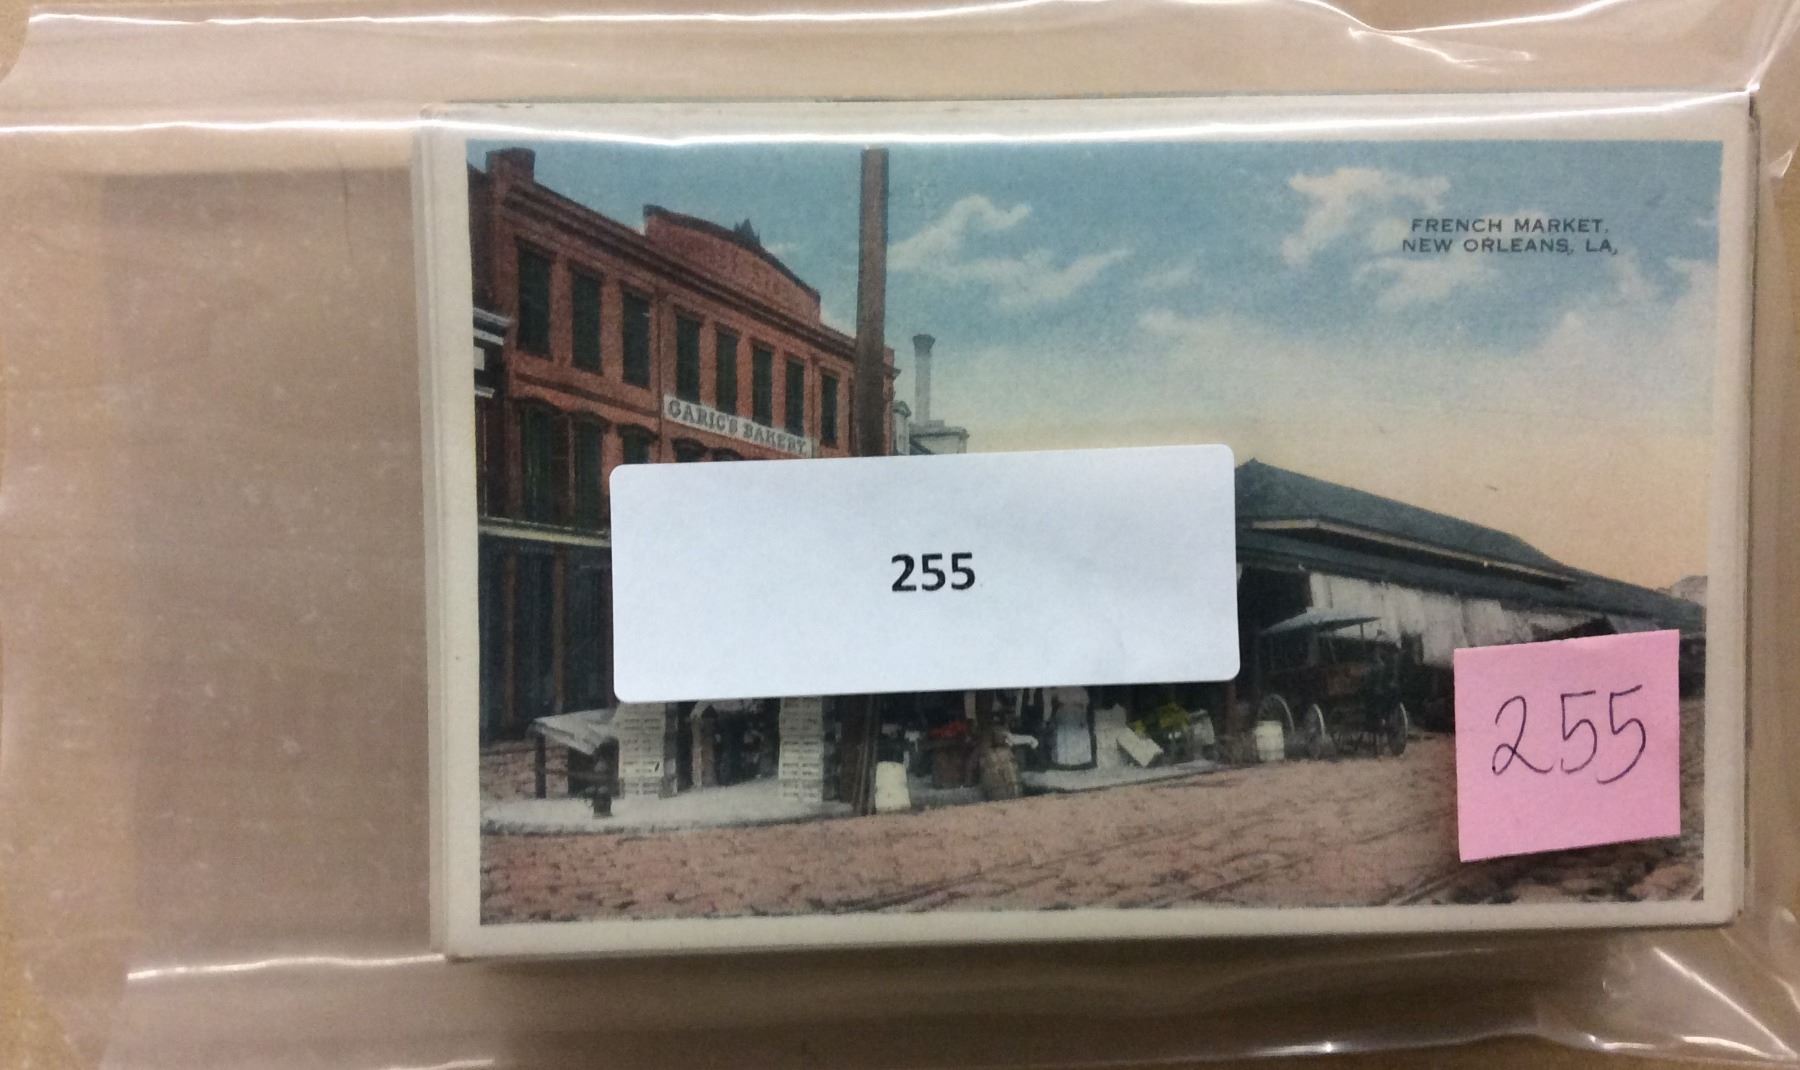 FRENCH MARKET.
NEW ORLEANS, LA,
GARIC'S BAKERY
255
255